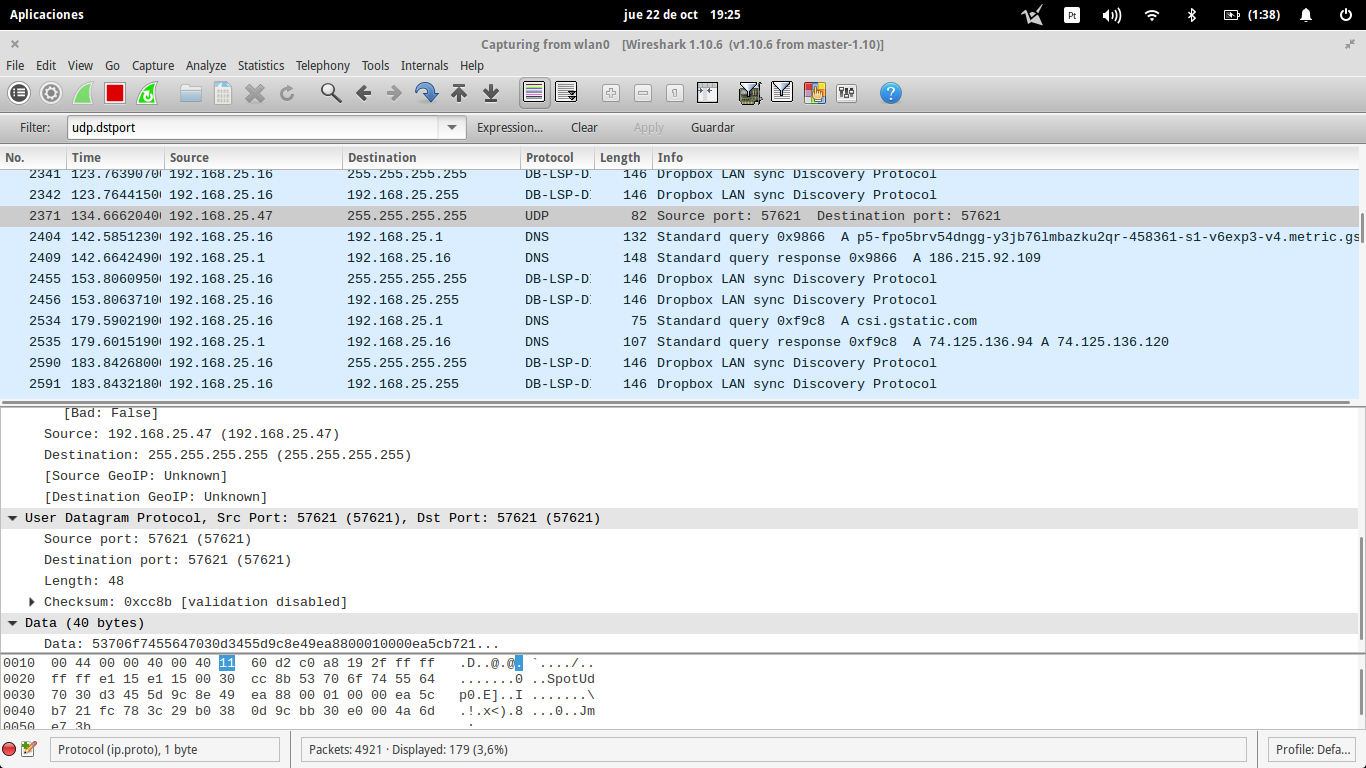 Aplicaciones jue 22 de oct 19:25 Pt (1:38)
Capturing from wlan0 [Wireshark 1.10.6 (v1.10.6 from master-1.10)]
File Edit View Go Capture Analyze Statistics Telephony Tools Internals Help
Filter: udp.dstport Expression... Clear Apply Guardar
No. Time Source Destination Protocol Length Info
2341 123.76390700 192.168.25.16 255.255.255.255 DB-LSP-D 146 Dropbox LAN sync Discovery Protocol
2342 123.76441500 192.168.25.16 192.168.25.255 DB-LSP-D 146 Dropbox LAN sync Discovery Protocol
2371 134.66620400 192.168.25.47 255.255.255.255 UDP 82 Source port: 57621 Destination port: 57621
2404 142.58512300 192.168.25.16 192.168.25.1 DNS 132 Standard query 0x9866 A p5-fpo5brv54dngg-y3jb76lmbazku2qr-458361-s1-v6exp3-v4.metric.gs
2409 142.66424900 192.168.25.1 192.168.25.16 DNS 148 Standard query response 0x9866 A 186.215.92.109
2455 153.80609500 192.168.25.16 255.255.255.255 DB-LSP-D 146 Dropbox LAN sync Discovery Protocol
2456 153.80637100 192.168.25.16 192.168.25.255 DB-LSP-D 146 Dropbox LAN sync Discovery Protocol
2534 179.59021900 192.168.25.16 192.168.25.1 DNS 75 Standard query 0xf9c8 A csi.gstatic.com
2535 179.60151900 192.168.25.1 192.168.25.16 DNS 107 Standard query response 0xf9c8 A 74.125.136.94 A 74.125.136.120
2590 183.84268000 192.168.25.16 255.255.255.255 DB-LSP-D 146 Dropbox LAN sync Discovery Protocol
2591 183.84321800 192.168.25.16 192.168.25.255 DB-LSP-D 146 Dropbox LAN sync Discovery Protocol
[Bad: False]
Source: 192.168.25.47 (192.168.25.47)
Destination: 255.255.255.255 (255.255.255.255)
[Source GeoIP: Unknown]
[Destination GeoIP: Unknown]
User Datagram Protocol, Src Port: 57621 (57621), Dst Port: 57621 (57621)
Source port: 57621 (57621)
Destination port: 57621 (57621)
Length: 48
Checksum: 0xcc8b [validation disabled]
Data (40 bytes)
Data: 53706f7455647030d3455d9c8e49ea8800010000ea5cb721...
0010 00 44 00 00 40 00 40 11 60 d2 c0 a8 19 2f ff ff .D..@.@. `..../..
0020 ff ff e1 15 e1 15 00 30 cc 8b 53 70 6f 74 55 64 .......0 ..SpotUd
0030 70 30 d3 45 5d 9c 8e 49 ea 88 00 01 00 00 ea 5c p0.E]..I .......\
0040 b7 21 fc 78 3c 29 b0 38 0d 9c bb 30 e0 00 4a 6d .!.x<).8 ...0..Jm
0050 e7 3b
Protocol (ip.proto), 1 byte Packets: 4921 · Displayed: 179 (3,6%) Profile: Defa...